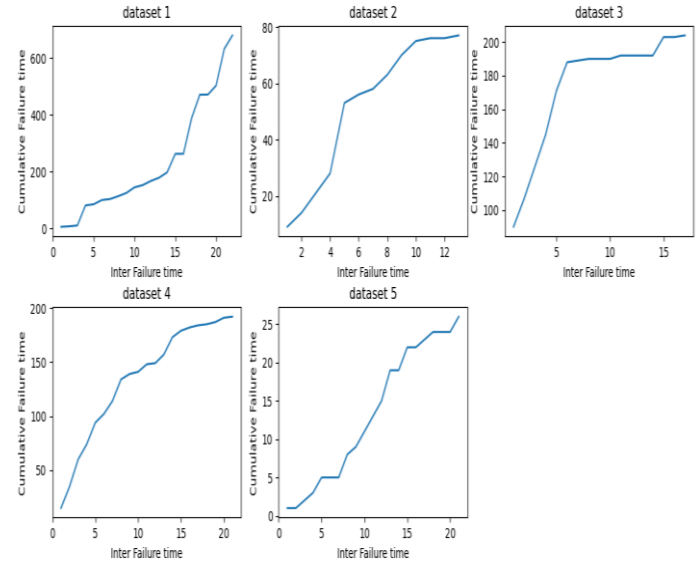 dataset 1
Cumulative Failure time
600
400
200
0
0 5 10 15 20
Inter Failure time
dataset 2
Cumulative Failure time
80
60
40
20
2 4 6 8 10 12
Inter Failure time
dataset 3
Cumulative Failure time
200
180
160
140
120
100
5 10 15
Inter Failure time
dataset 4
Cumulative Failure time
200
150
100
50
0 5 10 15 20
Inter Failure time
dataset 5
Cumulative Failure time
25
20
15
10
5
0
0 5 10 15 20
Inter Failure time